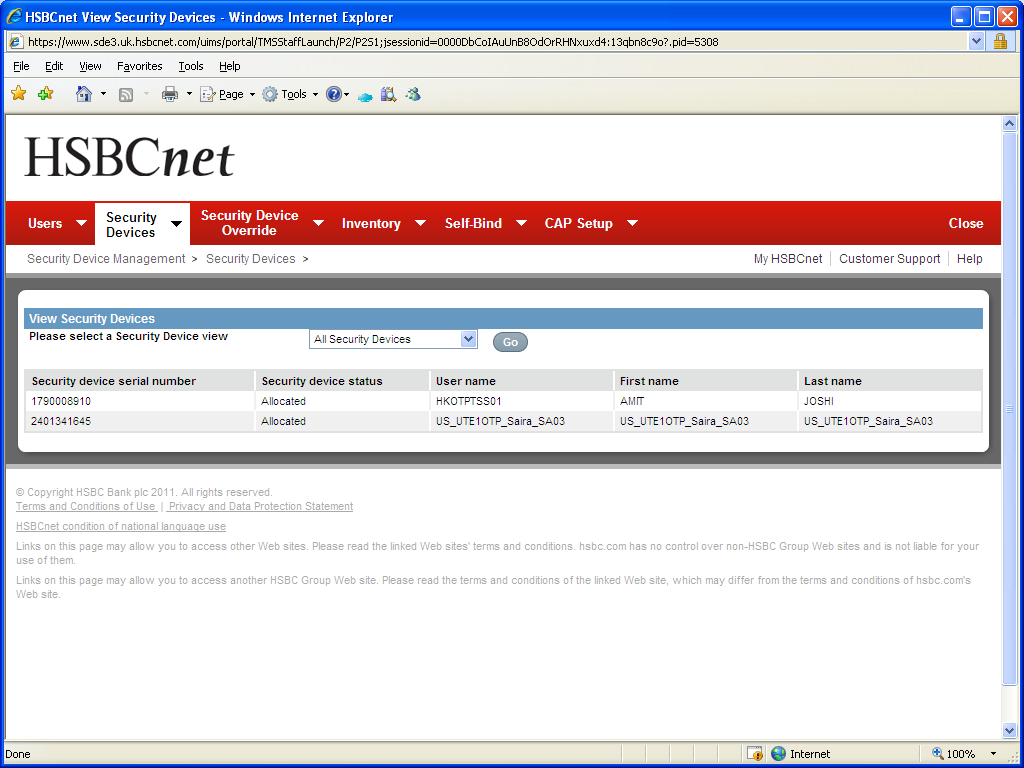 HSBCnet View Security Devices - Windows Internet Explorer
https://www.sde3.uk.hsbcnet.com/uims/portal/TMSStaffLaunch/P2/P2S1;jsessionid=0000DbCoIAuUnB8OdOrRHNxuxd4:13qbn8c9o?.pid=5308
File Edit View Favorites Tools Help
Page Tools
HSBCnet
Users Security Devices Security Device Override Inventory Self-Bind CAP Setup Close
Security Device Management > Security Devices > My HSBCnet Customer Support Help
View Security Devices
Please select a Security Device view All Security Devices Go
Security device serial number Security device status User name First name Last name
1790008910 Allocated HKOTPTSS01 AMIT JOSHI
2401341645 Allocated US_UTE1OTP_Saira_SA03 US_UTE1OTP_Saira_SA03 US_UTE1OTP_Saira_SA03
© Copyright HSBC Bank plc 2011. All rights reserved.
Terms and Conditions of Use | Privacy and Data Protection Statement
HSBCnet condition of national language use
Links on this page may allow you to access other Web sites. Please read the linked Web sites' terms and conditions. hsbc.com has no control over non-HSBC Group Web sites and is not liable for your
use of them.
Links on this page may allow you to access another HSBC Group Web site. Please read the terms and conditions of the linked Web site, which may differ from the terms and conditions of hsbc.com's
Web site.
Done Internet 100%